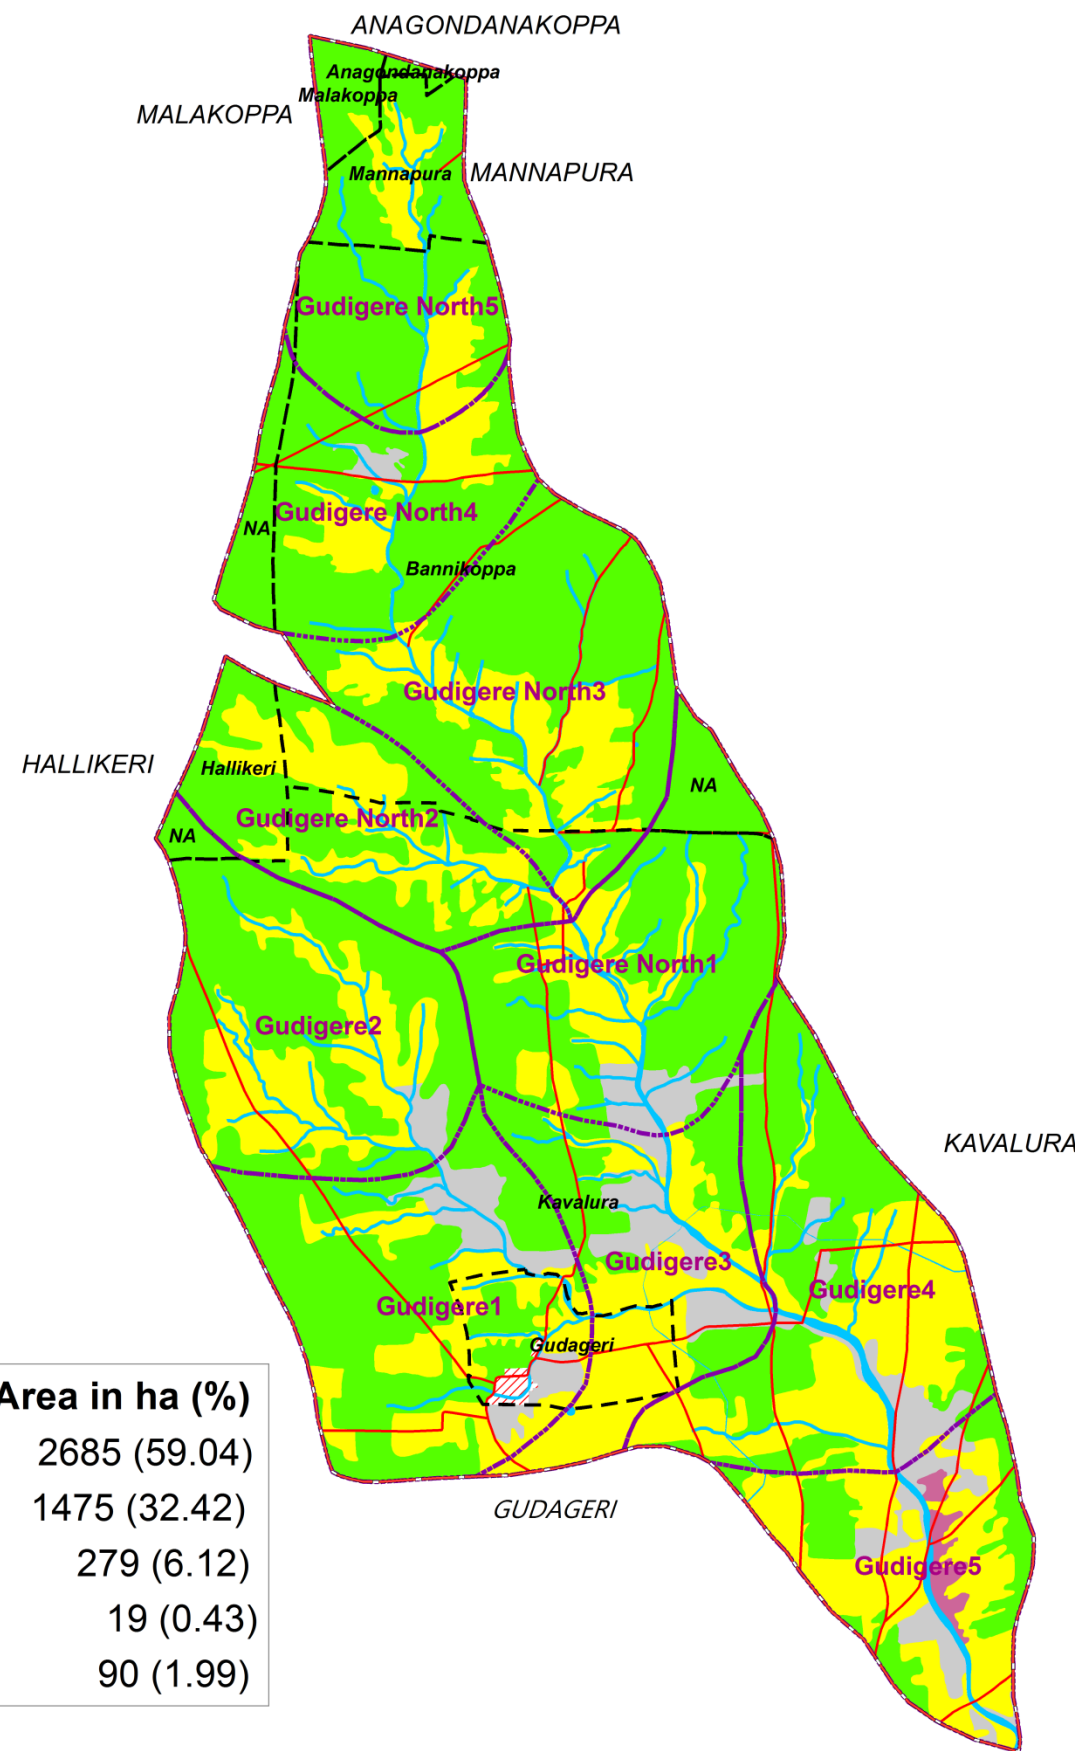 ANAGONDANAKOPPA
Anagondanakoppa
Malakoppa
MALAKOPPA
Mannapura
MANNAPURA
Gudigere North5
Gudigere North4
NA
Bannikoppa
Gudigere North3
HALLIKERI
Hallikeri
NA
Gudigere North2
NA
Gudigere North1
Gudigere2
KAVALURA
Kavalura
Gudigere3
Gudigere4
Gudigere1
Gudageri
Area in ha (%)
2685 (59.04)
1475 (32.42)
279 (6.12)
19 (0.43)
90 (1.99)
GUDAGERI
Gudigere5